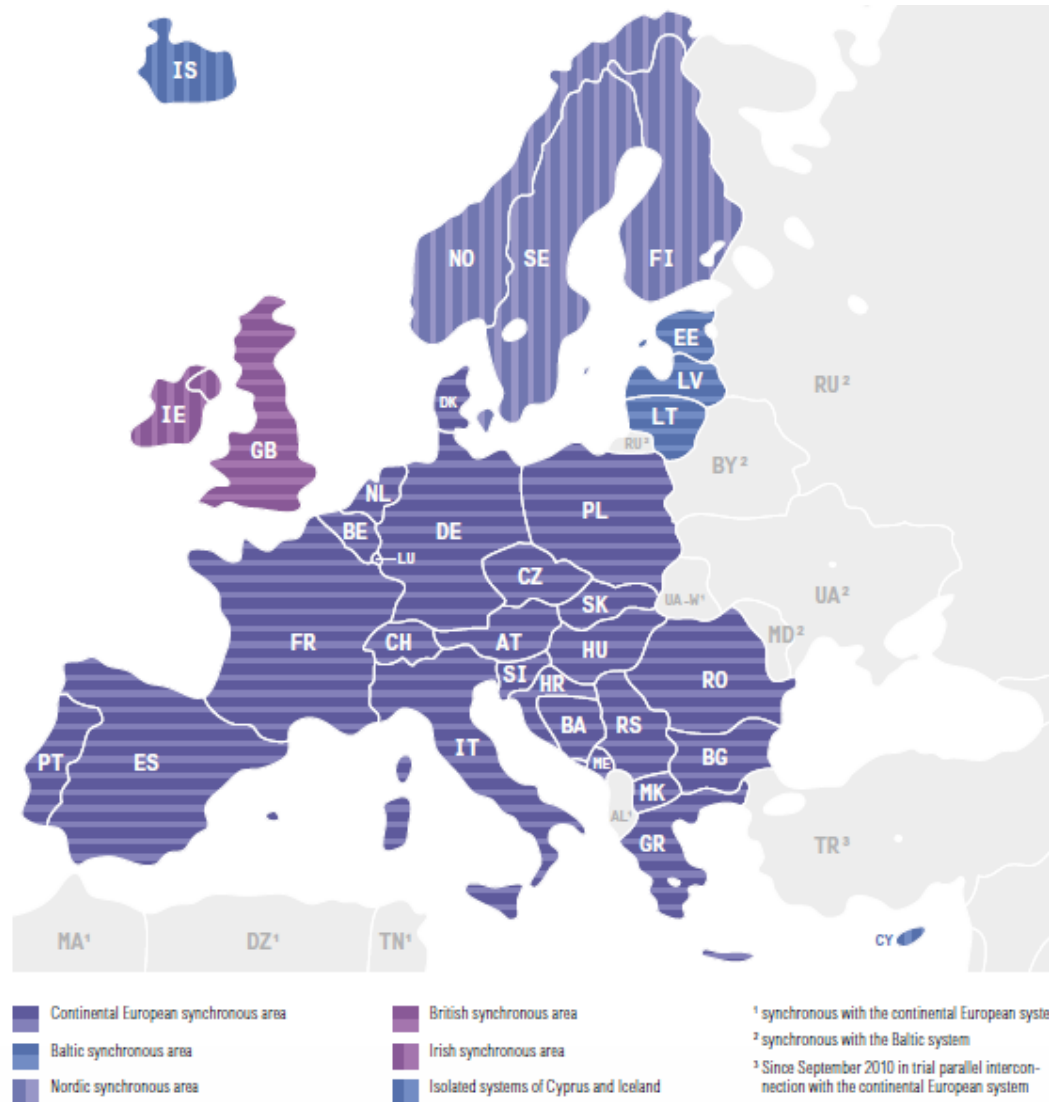 IS
NO
SE
FI
EE
LV
LT
RU²
RU²
DK
IE
GB
BY²
NL
PL
BE
DE
LU
CZ
UA-W¹
UA²
SK
MD²
FR
CH
AT
HU
SI
HR
RO
BA
RS
IT
PT
ES
ME
BG
MK
AL¹
GR
TR³
MA¹
DZ¹
TN¹
CY
Continental European synchronous area
Baltic synchronous area
Nordic synchronous area
British synchronous area
Irish synchronous area
Isolated systems of Cyprus and Iceland
¹ synchronous with the continental European syste
² synchronous with the Baltic system
³ Since September 2010 in trial parallel intercon-
nection with the continental European system